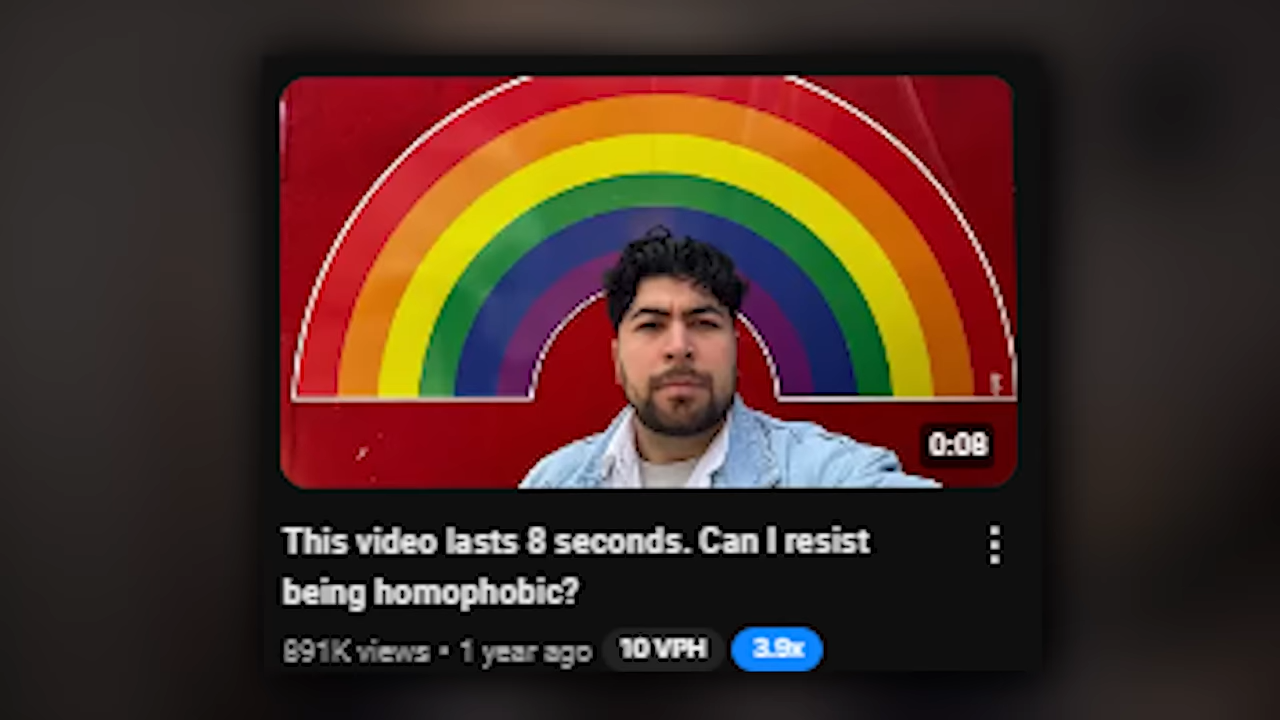 0:08
This video lasts 8 seconds. Can I resist
being homophobic?
891K views • 1 year ago 10 VPH 3.9x